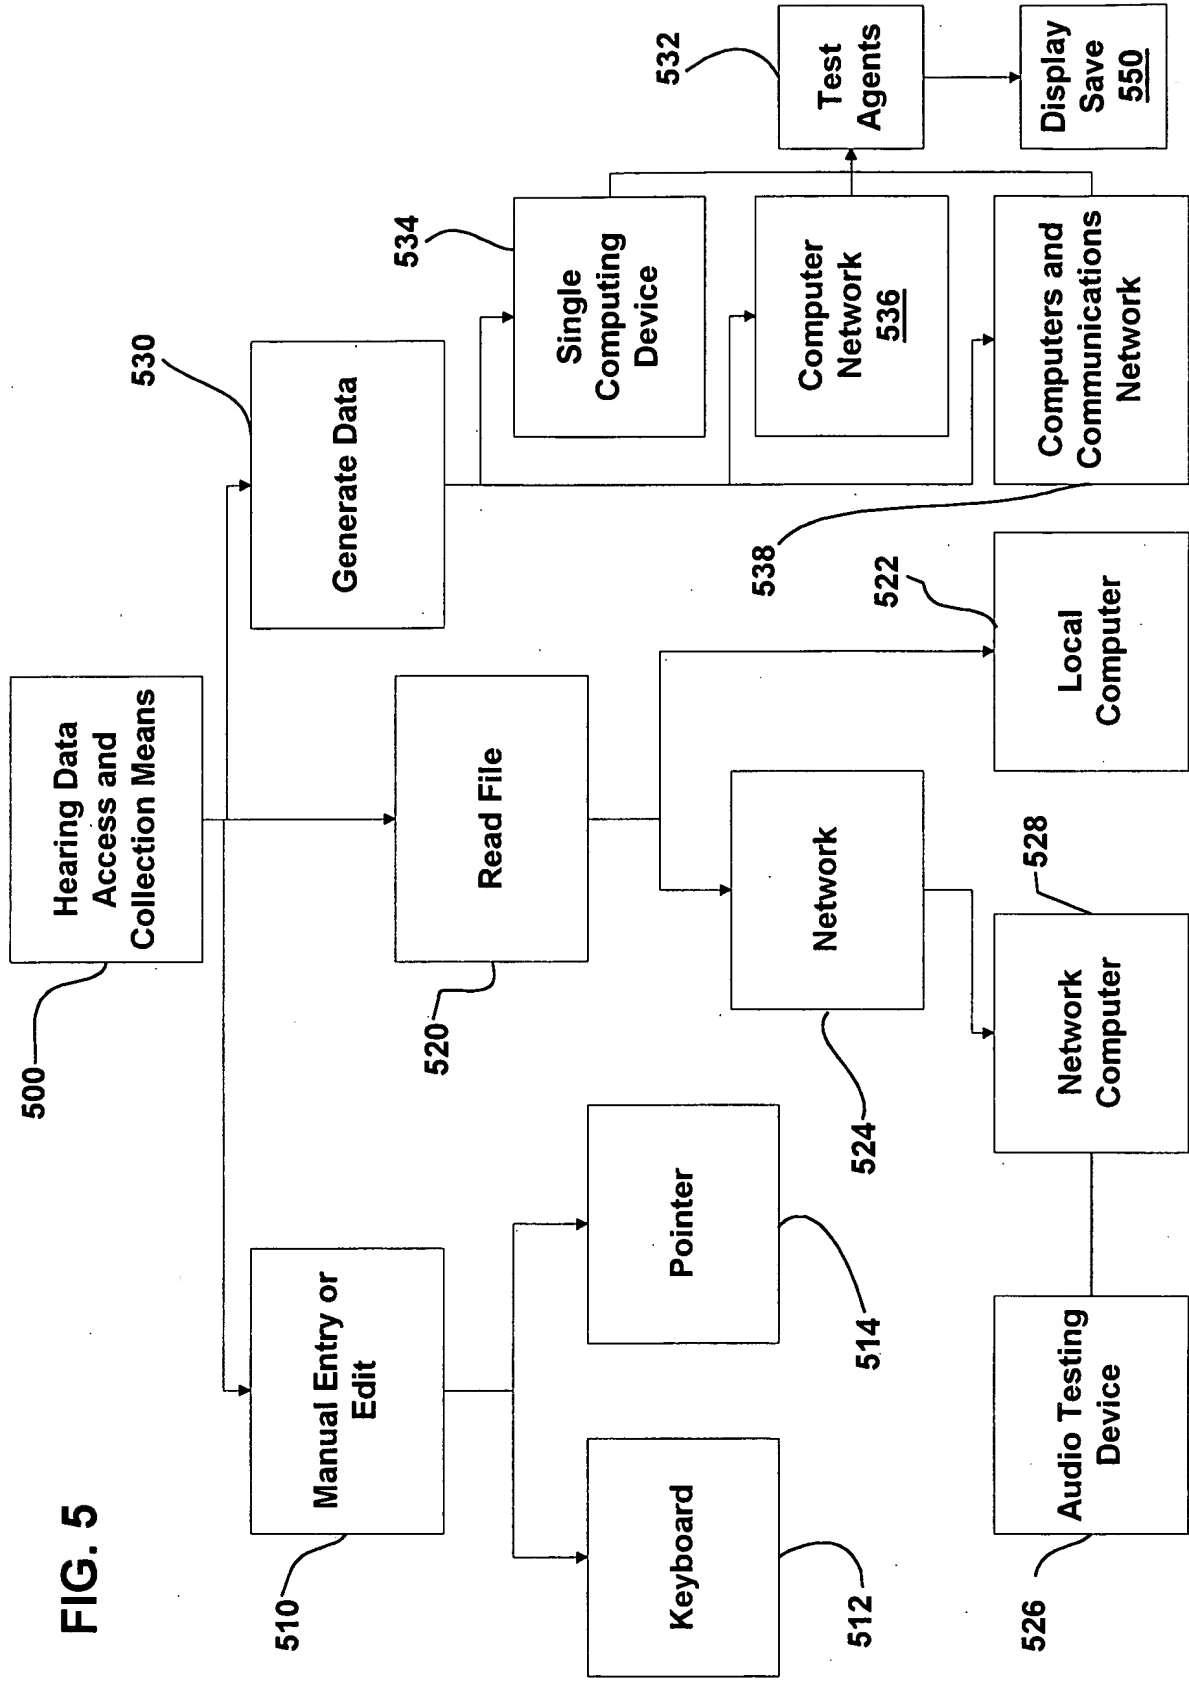 FIG. 5
500
Hearing Data
Access and
Collection Means
510
Manual Entry or
Edit
520
Read File
530
Generate Data
Keyboard
512
Pointer
514
Network
524
Local
Computer
522
Audio Testing
Device
526
Network
Computer
528
Single
Computing
Device
534
Computer
Network
536
Computers and
Communications
Network
538
Test
Agents
532
Display
Save
550